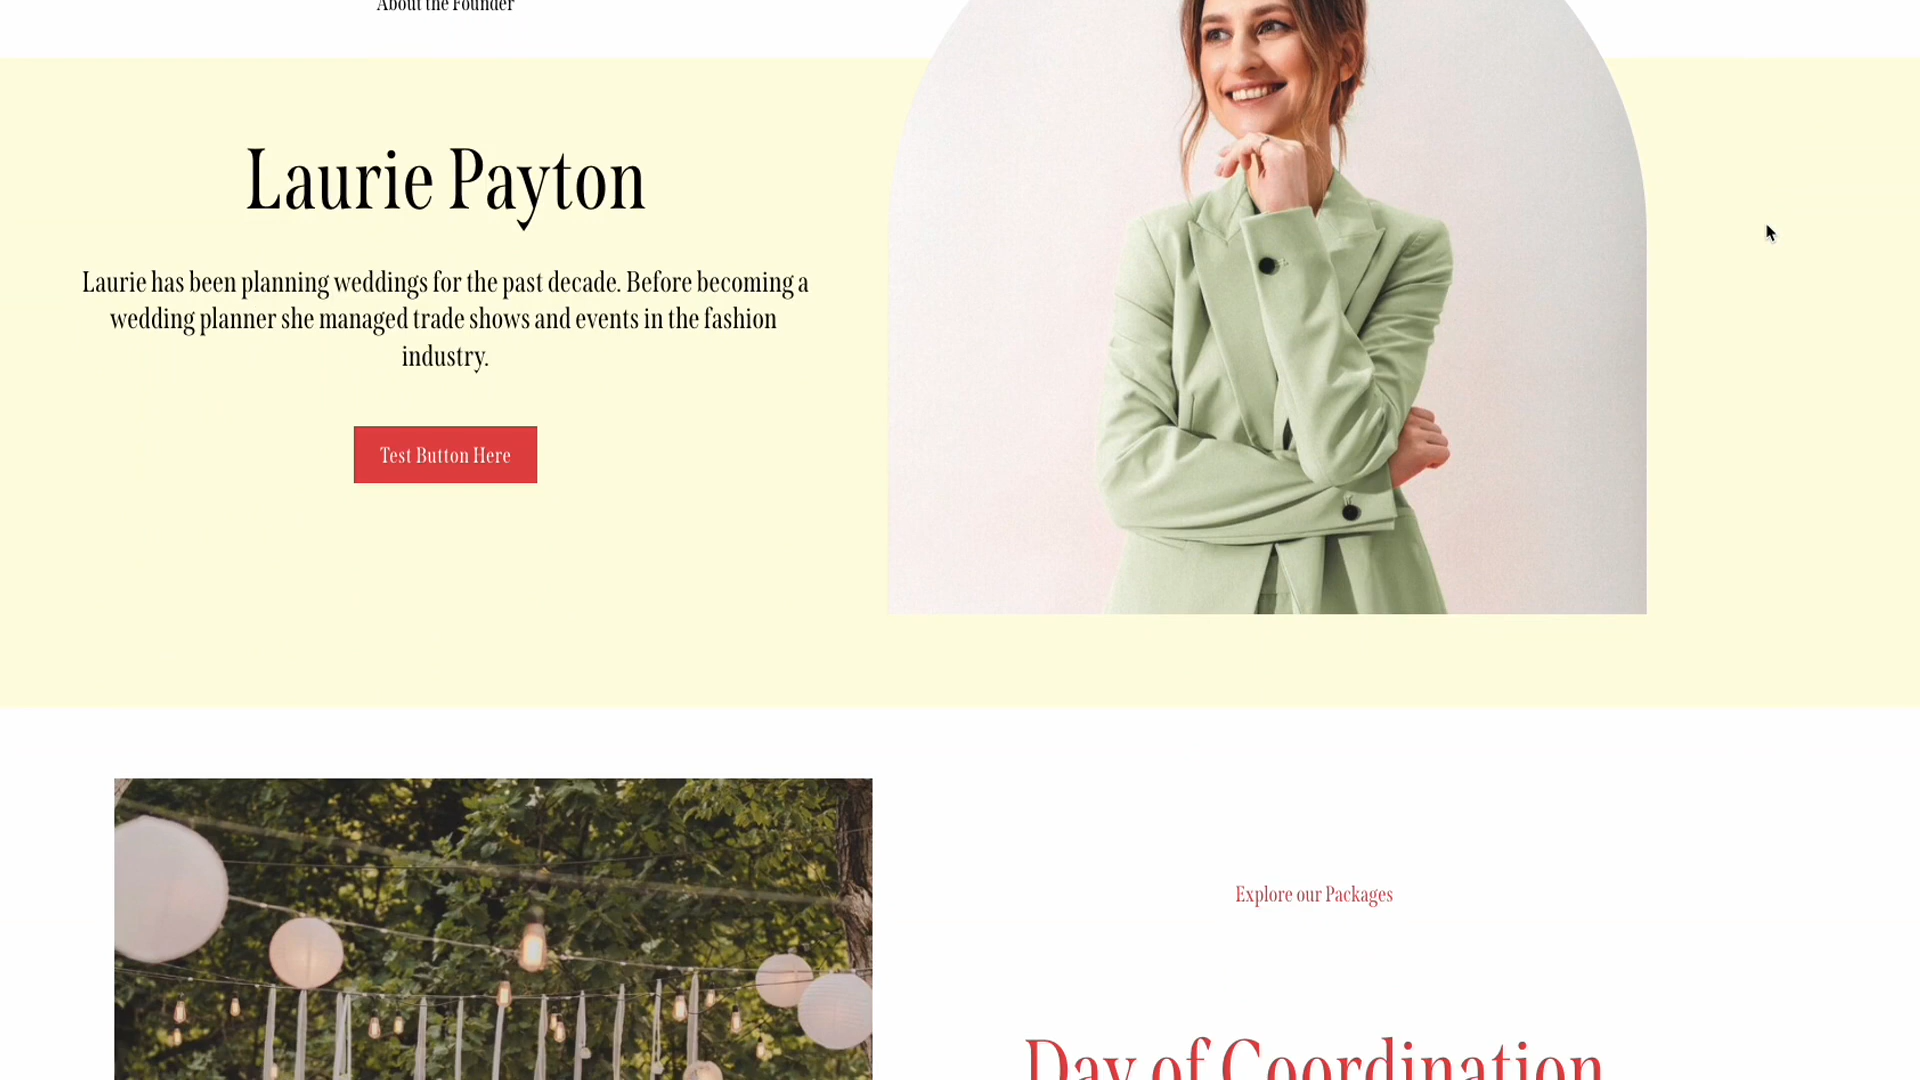 About the Founder
Laurie Payton
Laurie has been planning weddings for the past decade. Before becoming a
wedding planner she managed trade shows and events in the fashion
industry.
Test Button Here
Explore our Packages
Day of Coordination